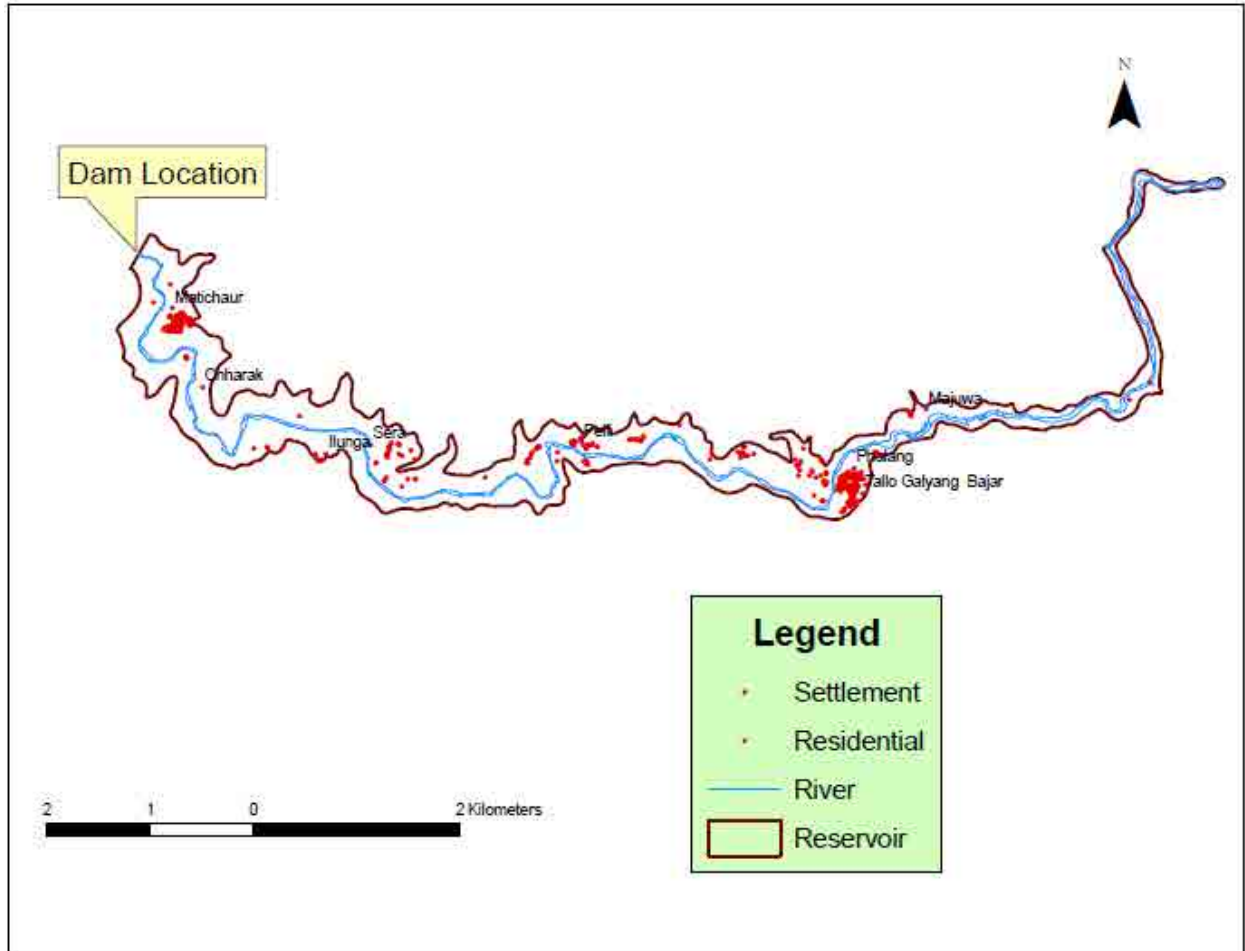 N
Dam Location
Matichaur
Chharak
Majuwa
Sera
Ilunga
Phalang
Tallo Galyang Bajar
Legend
Settlement
Residential
River
Reservoir
2 1 0 2 Kilometers